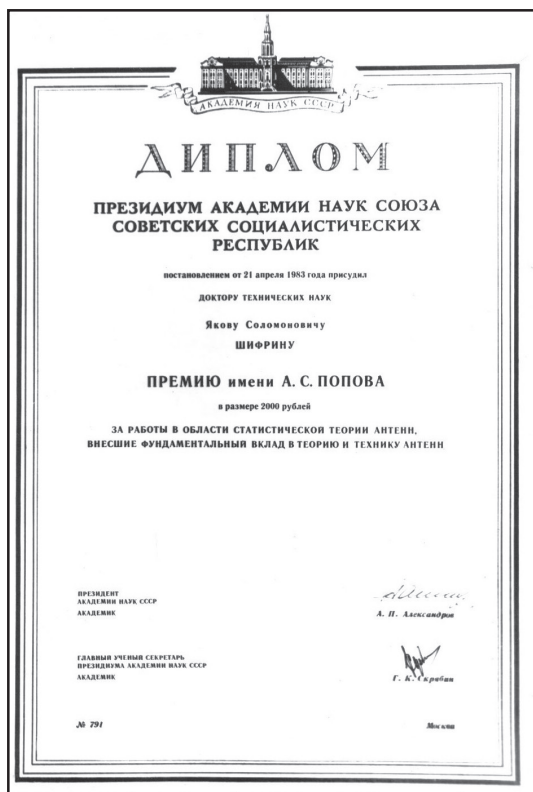 АКАДЕМИЯ НАУК СССР
ДИПЛОМ
ПРЕЗИДИУМ АКАДЕМИИ НАУК СОЮЗА
СОВЕТСКИХ СОЦИАЛИСТИЧЕСКИХ
РЕСПУБЛИК
постановлением от 21 апреля 1983 года присудил
ДОКТОРУ ТЕХНИЧЕСКИХ НАУК
Якову Соломоновичу
ШИФРИНУ
ПРЕМИЮ имени А. С. ПОПОВА
в размере 2000 рублей
ЗА РАБОТЫ В ОБЛАСТИ СТАТИСТИЧЕСКОЙ ТЕОРИИ АНТЕНН,
ВНЕСШИЕ ФУНДАМЕНТАЛЬНЫЙ ВКЛАД В ТЕОРИЮ И ТЕХНИКУ АНТЕНН
ПРЕЗИДЕНТ
АКАДЕМИИ НАУК СССР
АКАДЕМИК
А. П. Александров
ГЛАВНЫЙ УЧЕНЫЙ СЕКРЕТАРЬ
ПРЕЗИДИУМА АКАДЕМИИ НАУК СССР
АКАДЕМИК
Г. К. Скрябин
№ 791
Москва